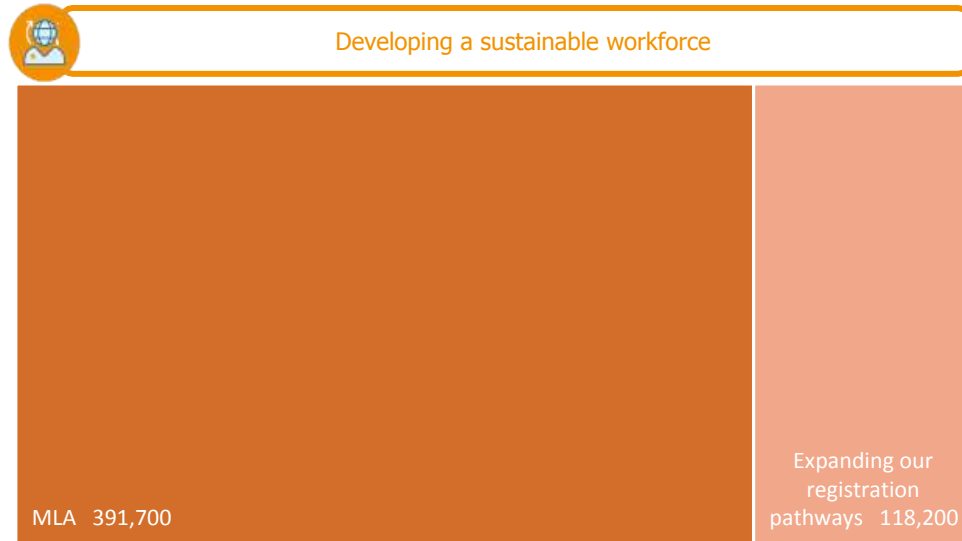 Developing a sustainable workforce
MLA 391,700
Expanding our
registration
pathways 118,200